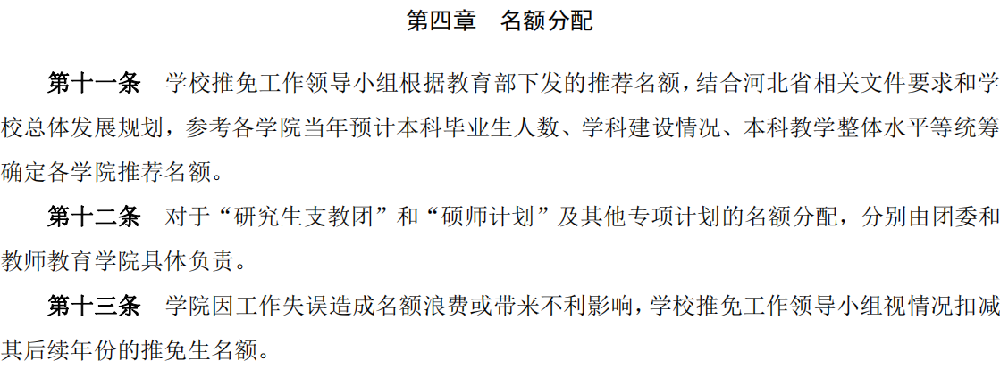 第四章　名额分配
第十一条　学校推免工作领导小组根据教育部下发的推荐名额，结合河北省相关文件要求和学
校总体发展规划，参考各学院当年预计本科毕业生人数、学科建设情况、本科教学整体水平等统筹
确定各学院推荐名额。
第十二条　对于“研究生支教团”和“硕师计划”及其他专项计划的名额分配，分别由团委和
教师教育学院具体负责。
第十三条　学院因工作失误造成名额浪费或带来不利影响，学校推免工作领导小组视情况扣减
其后续年份的推免生名额。